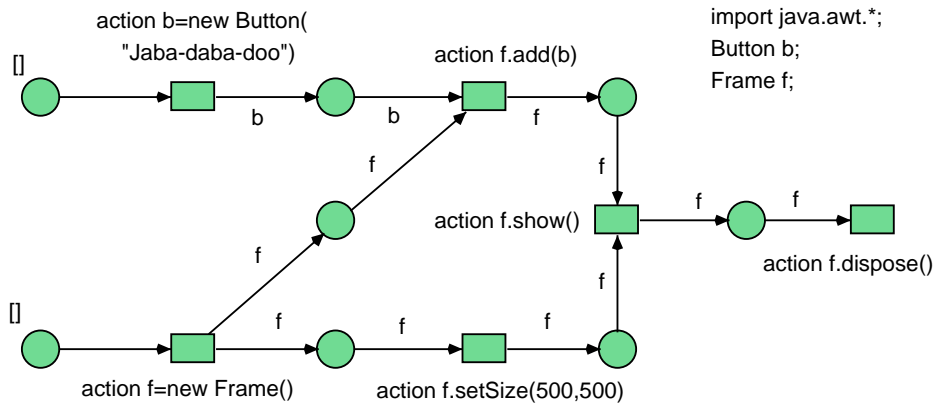 action b=new Button(
"Jaba-daba-doo")
import java.awt.*;
Button b;
Frame f;
[]
action f.add(b)
b
b
f
f
f
f
action f.show()
f
f
f
action f.dispose()
[]
f
f
f
action f=new Frame()
action f.setSize(500,500)